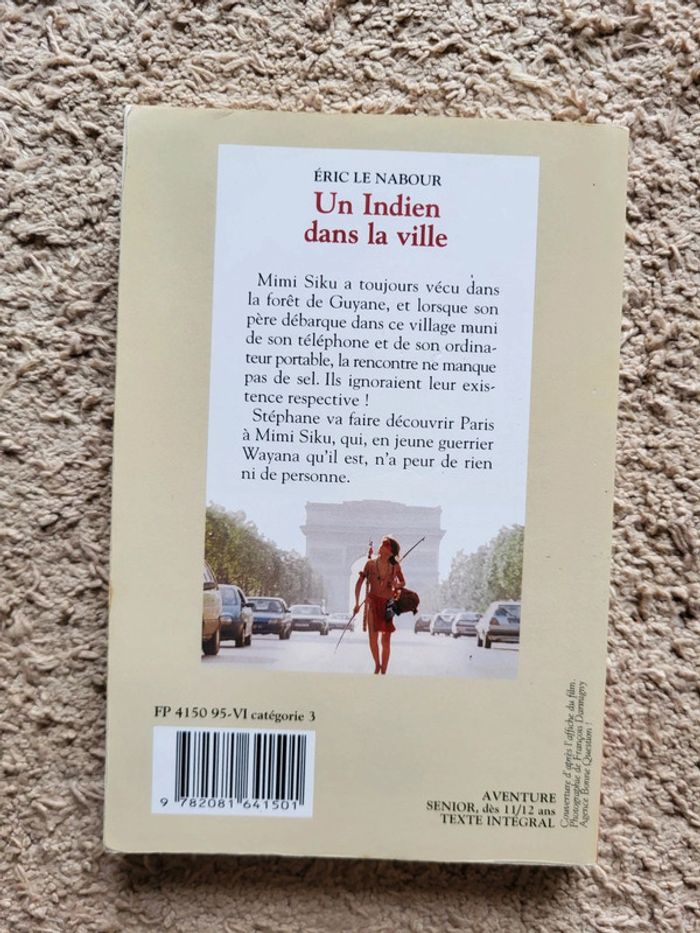 ÉRIC LE NABOUR
Un Indien
dans la ville
Mimi Siku a toujours vécu dans
la forêt de Guyane, et lorsque son
père débarque dans ce village muni
de son téléphone et de son ordina-
teur portable, la rencontre ne manque
pas de sel. Ils ignoraient leur exis-
tence respective !
Stéphane va faire découvrir Paris
à Mimi Siku, qui, en jeune guerrier
Wayana qu'il est, n'a peur de rien
ni de personne.
FP 4150 95-VI catégorie 3
9 782081 641501
AVENTURE
SENIOR, dès 11/12 ans
TEXTE INTÉGRAL
Couverture d'après l'affiche du film.
Photographie de François Darmigny
Agence Bonne Question !